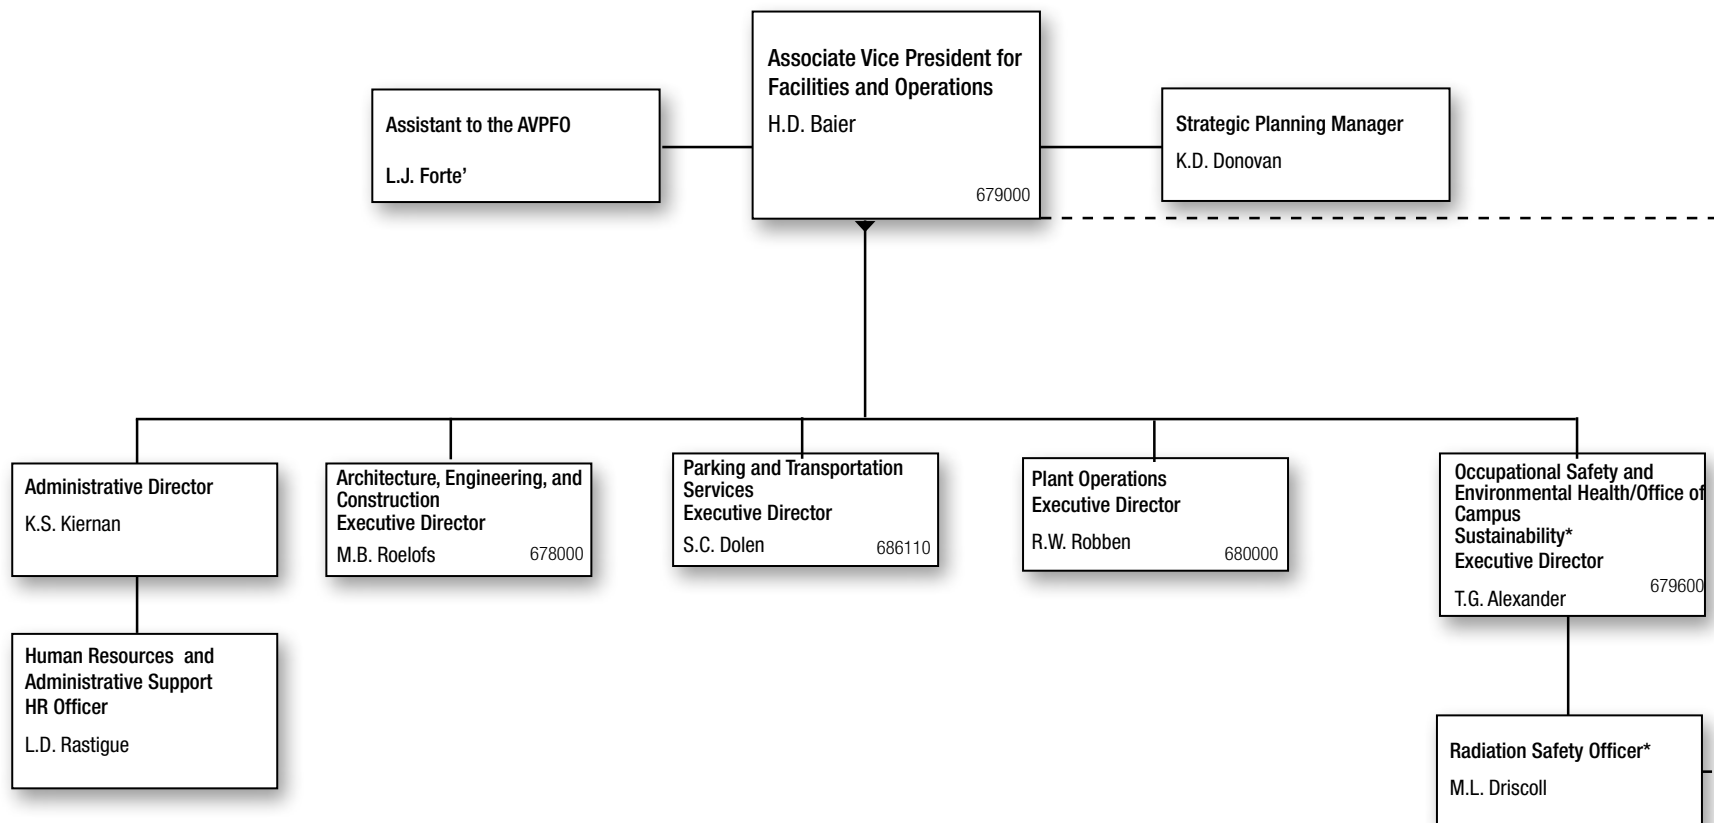 Associate Vice President for
Facilities and Operations
H.D. Baier
679000
Assistant to the AVPFO
L.J. Forte’
Strategic Planning Manager
K.D. Donovan
Administrative Director
K.S. Kiernan
Architecture, Engineering, and
Construction
Executive Director
M.B. Roelofs 678000
Parking and Transportation
Services
Executive Director
S.C. Dolen 686110
Plant Operations
Executive Director
R.W. Robben
680000
Occupational Safety and
Environmental Health/Office of
Campus
Sustainability*
Executive Director
679600
T.G. Alexander
Human Resources and
Administrative Support
HR Officer
L.D. Rastigue
Radiation Safety Officer*
M.L. Driscoll